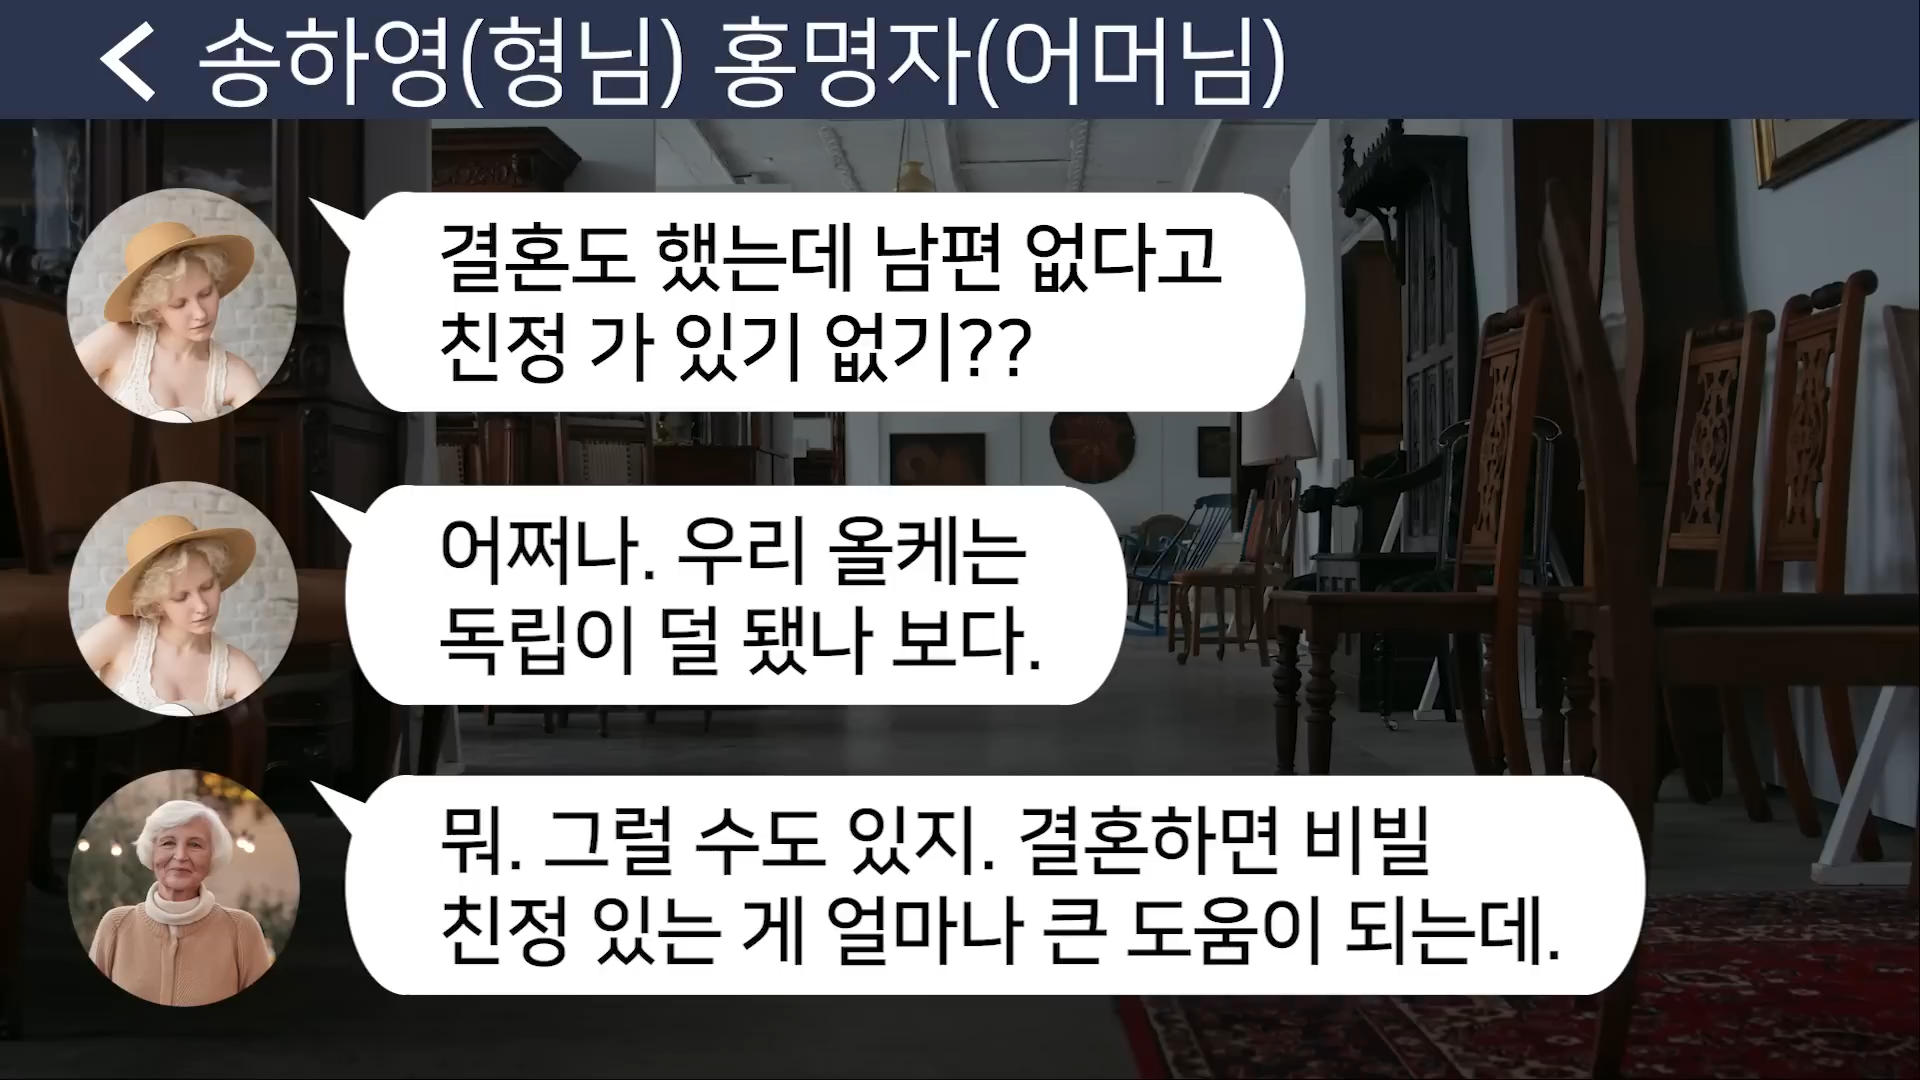 송하영(형님) 홍명자(어머님)
결혼도 했는데 남편 없다고
친정 가 있기 없기??
어쩌나. 우리 올케는
독립이 덜 됐나 보다.
뭐. 그럴 수도 있지. 결혼하면 비빌
친정 있는 게 얼마나 큰 도움이 되는데.